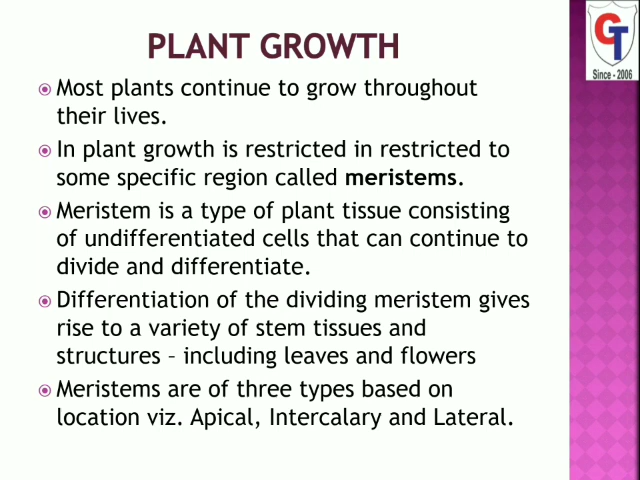 PLANT GROWTH
Most plants continue to grow throughout
their lives.
In plant growth is restricted in restricted to
some specific region called meristems.
Meristem is a type of plant tissue consisting
of undifferentiated cells that can continue to
divide and differentiate.
Differentiation of the dividing meristem gives
rise to a variety of stem tissues and
structures – including leaves and flowers
Meristems are of three types based on
location viz. Apical, Intercalary and Lateral.
GT
Since - 2006